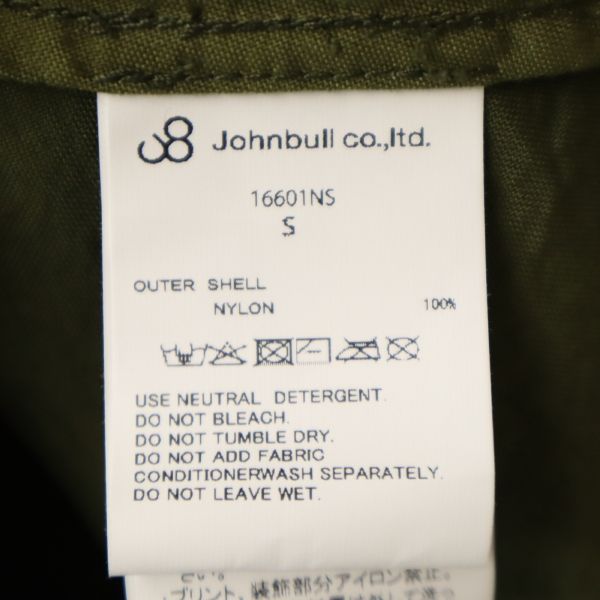 Johnbull co.,ltd.
16601NS
S
OUTER SHELL
NYLON 100%
USE NEUTRAL DETERGENT.
DO NOT BLEACH.
DO NOT TUMBLE DRY.
DO NOT ADD FABRIC
CONDITIONERWASH SEPARATELY.
DO NOT LEAVE WET.
さい。
プリント、装飾部分アイロン禁止。